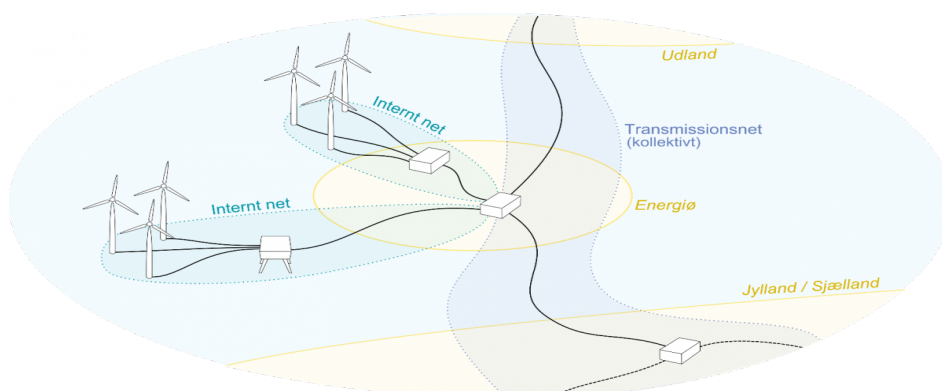 Udland
Internt net
Transmissionsnet
(kollektivt)
Internt net
Energiø
Jylland / Sjælland